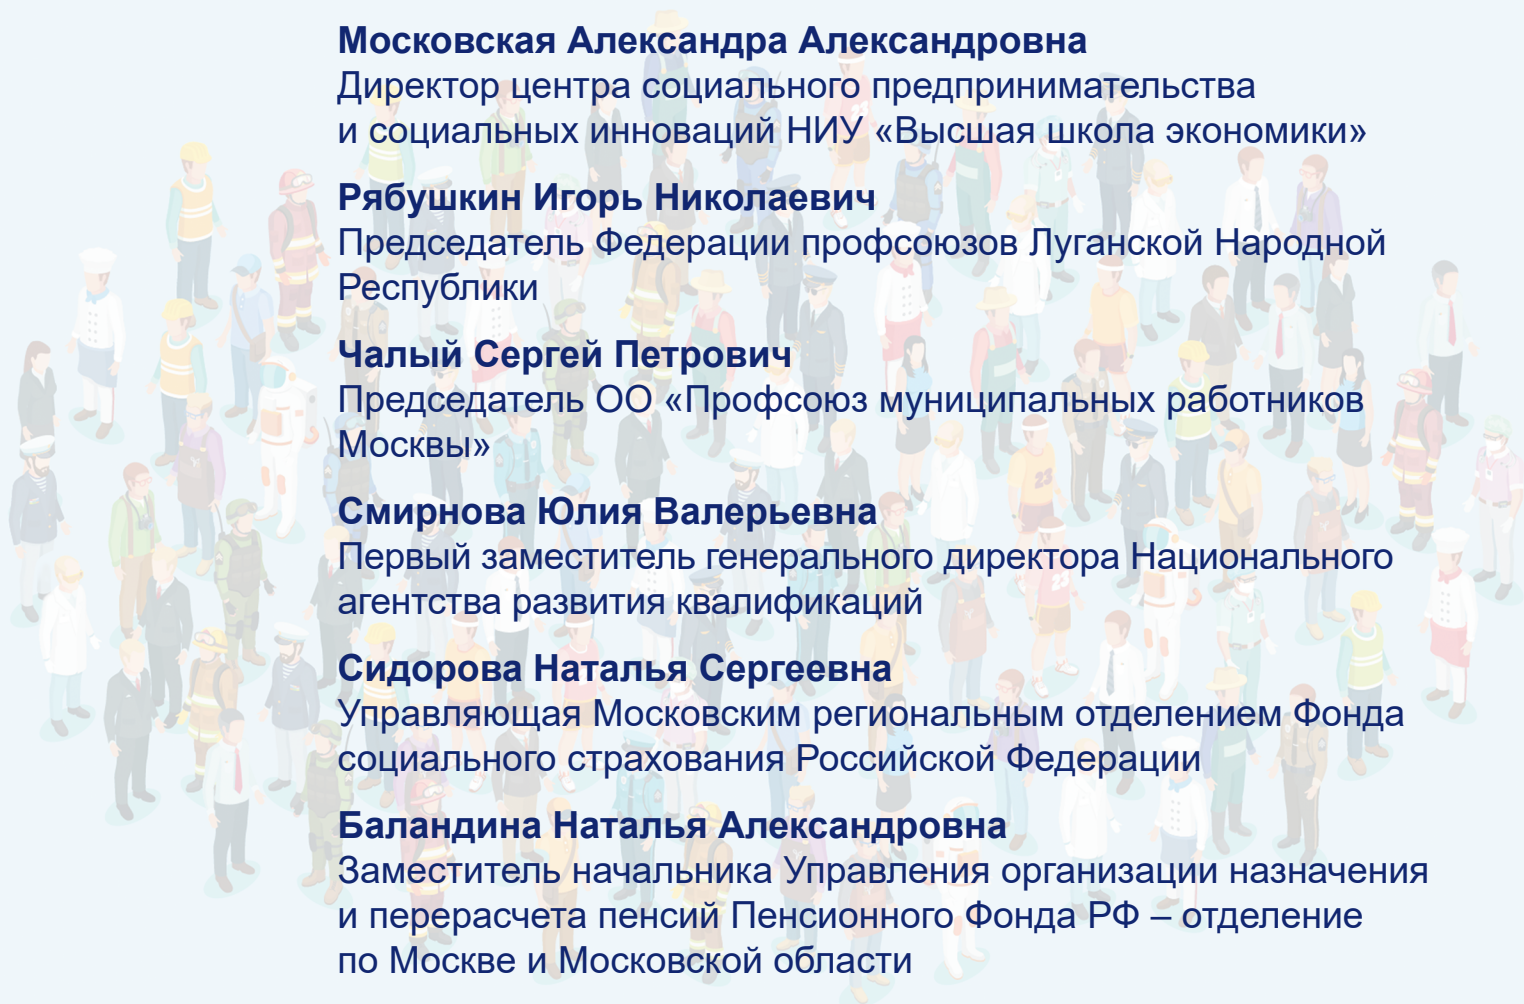 Московская Александра Александровна
Директор центра социального предпринимательства
и социальных инноваций НИУ «Высшая школа экономики»
Рябушкин Игорь Николаевич
Председатель Федерации профсоюзов Луганской Народной
Республики
Чалый Сергей Петрович
Председатель ОО «Профсоюз муниципальных работников
Москвы»
Смирнова Юлия Валерьевна
Первый заместитель генерального директора Национального
агентства развития квалификаций
Сидорова Наталья Сергеевна
Управляющая Московским региональным отделением Фонда
социального страхования Российской Федерации
Баландина Наталья Александровна
Заместитель начальника Управления организации назначения
и перерасчета пенсий Пенсионного Фонда РФ – отделение
по Москве и Московской области